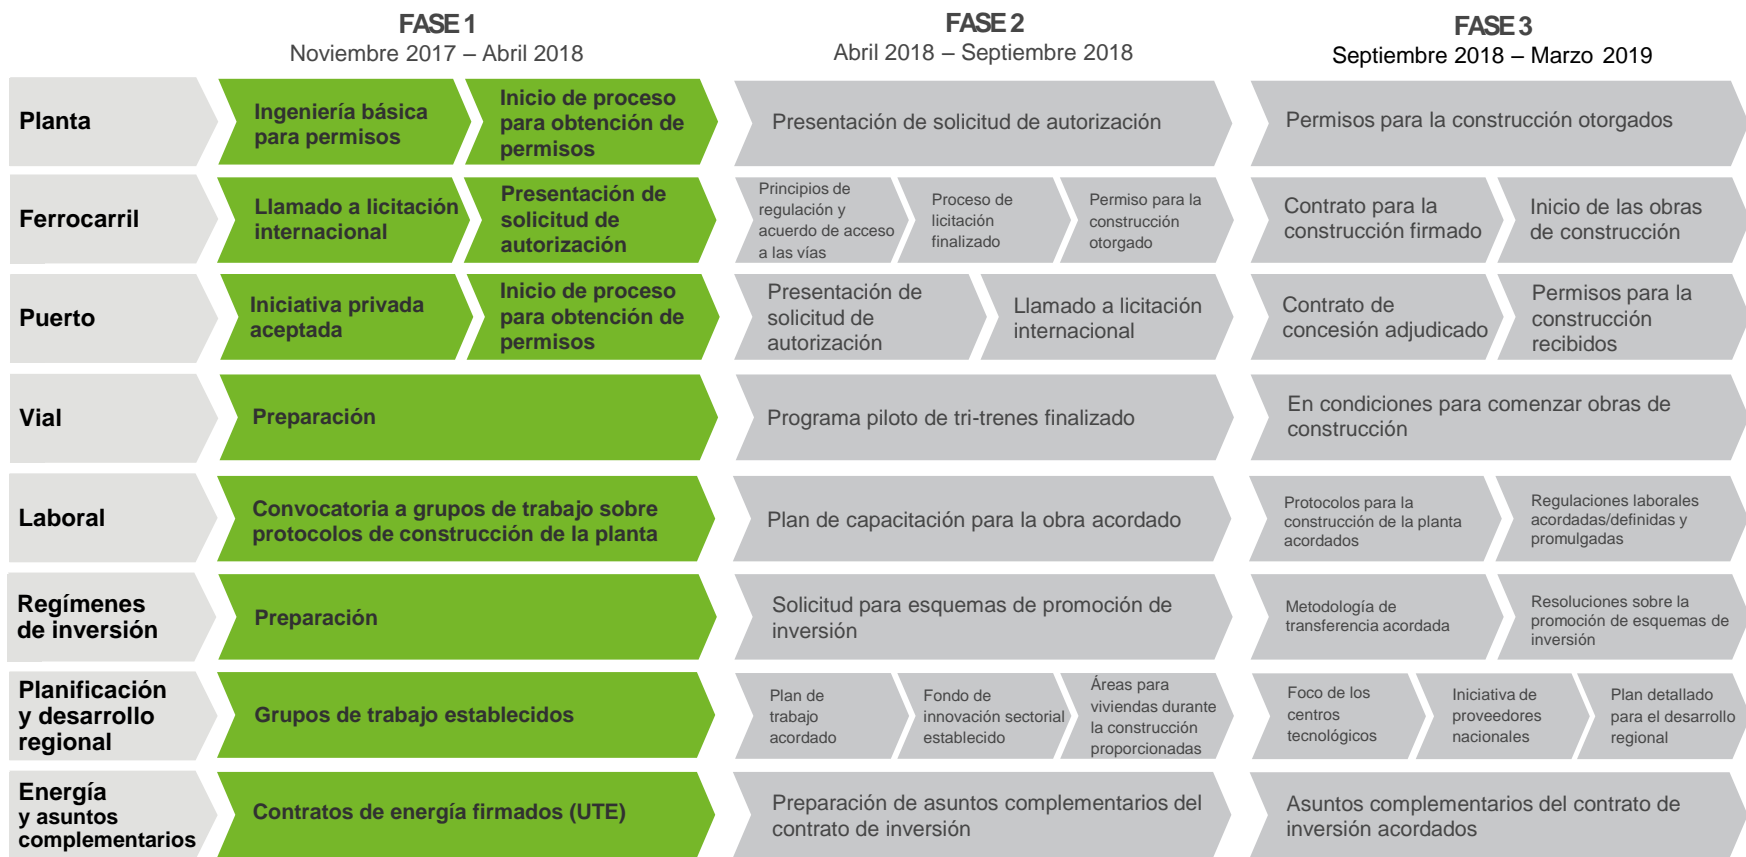 FASE 1
Noviembre 2017 – Abril 2018
FASE 2
Abril 2018 – Septiembre 2018
FASE 3
Septiembre 2018 – Marzo 2019
Planta
Ingeniería básica
para permisos
Inicio de proceso
para obtención de
permisos
Presentación de solicitud de autorización
Permisos para la construcción otorgados
Ferrocarril
Llamado a licitación
internacional
Presentación de
solicitud de
autorización
Principios de
regulación y
acuerdo de acceso
a las vías
Proceso de
licitación
finalizado
Permiso para la
construcción
otorgado
Contrato para la
construcción firmado
Inicio de las obras
de construcción
Puerto
Iniciativa privada
aceptada
Inicio de proceso
para obtención de
permisos
Presentación de
solicitud de
autorización
Llamado a licitación
internacional
Contrato de
concesión adjudicado
Permisos para la
construcción
recibidos
Vial
Preparación
Programa piloto de tri-trenes finalizado
En condiciones para comenzar obras de
construcción
Laboral
Convocatoria a grupos de trabajo sobre
protocolos de construcción de la planta
Plan de capacitación para la obra acordado
Protocolos para la
construcción de la planta
acordados
Regulaciones laborales
acordadas/definidas y
promulgadas
Regímenes
de inversión
Preparación
Solicitud para esquemas de promoción de
inversión
Metodología de
transferencia acordada
Resoluciones sobre la
promoción de esquemas de
inversión
Planificación
y desarrollo
regional
Grupos de trabajo establecidos
Plan de
trabajo
acordado
Fondo de
innovación sectorial
establecido
Áreas para
viviendas durante
la construcción
proporcionadas
Foco de los
centros
tecnológicos
Iniciativa de
proveedores
nacionales
Plan detallado
para el desarrollo
regional
Energía
y asuntos
complementarios
Contratos de energía firmados (UTE)
Preparación de asuntos complementarios del
contrato de inversión
Asuntos complementarios del contrato de
inversión acordados